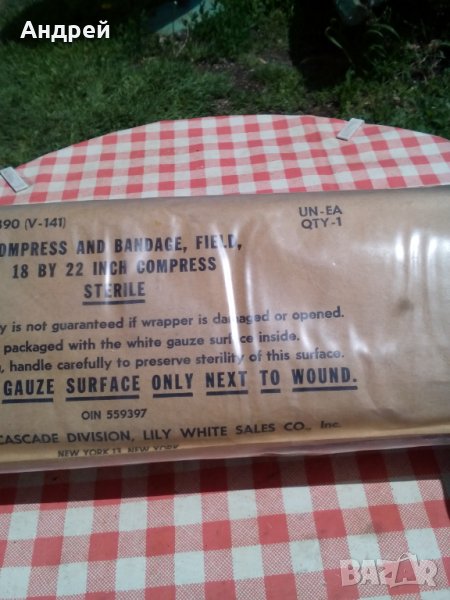 Андрей
390 (V-141)
UN-EA
QTY-1
OMPRESS AND BANDAGE, FIELD,
18 BY 22 INCH COMPRESS
STERILE
y is not guaranteed if wrapper is damaged or opened.
packaged with the white gauze surface inside.
, handle carefully to preserve sterility of this surface.
GAUZE SURFACE ONLY NEXT TO WOUND.
OIN 559397
CASCADE DIVISION, LILY WHITE SALES CO., Inc.
NEW YORK 13, NEW YORK
BAZAR